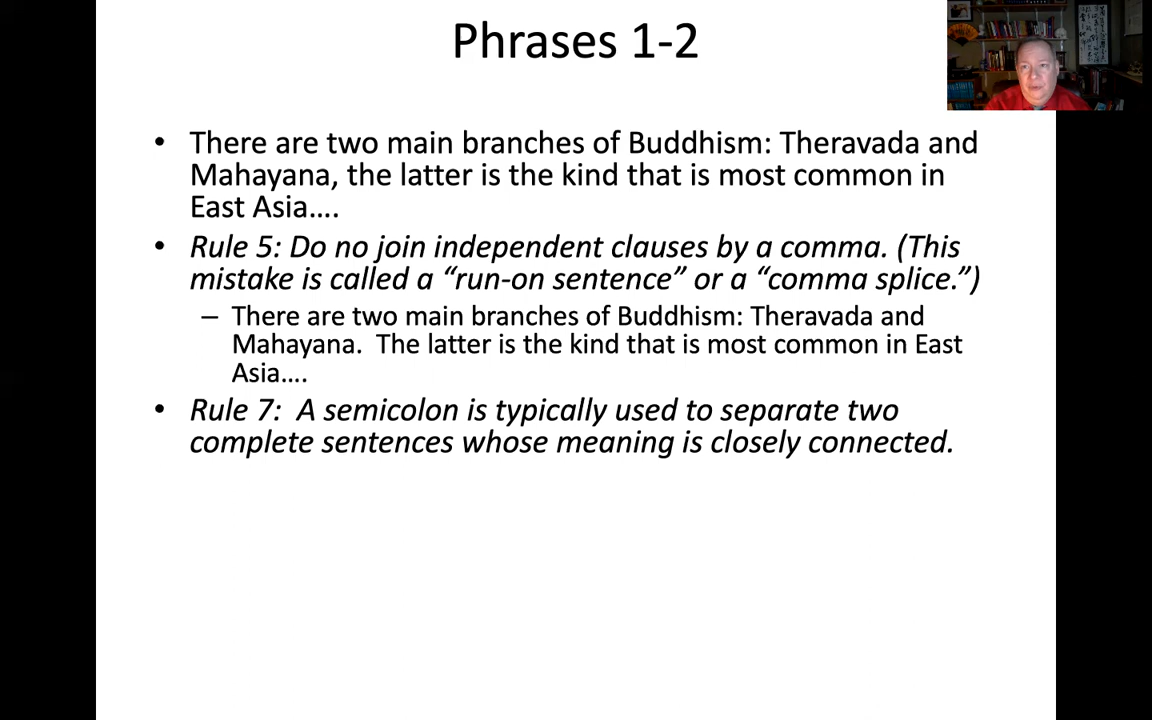 Phrases 1-2
• There are two main branches of Buddhism: Theravada and
Mahayana, the latter is the kind that is most common in
East Asia….
• Rule 5: Do no join independent clauses by a comma. (This
mistake is called a “run-on sentence” or a “comma splice.”)
– There are two main branches of Buddhism: Theravada and
Mahayana.  The latter is the kind that is most common in East
Asia….
• Rule 7:  A semicolon is typically used to separate two
complete sentences whose meaning is closely connected.